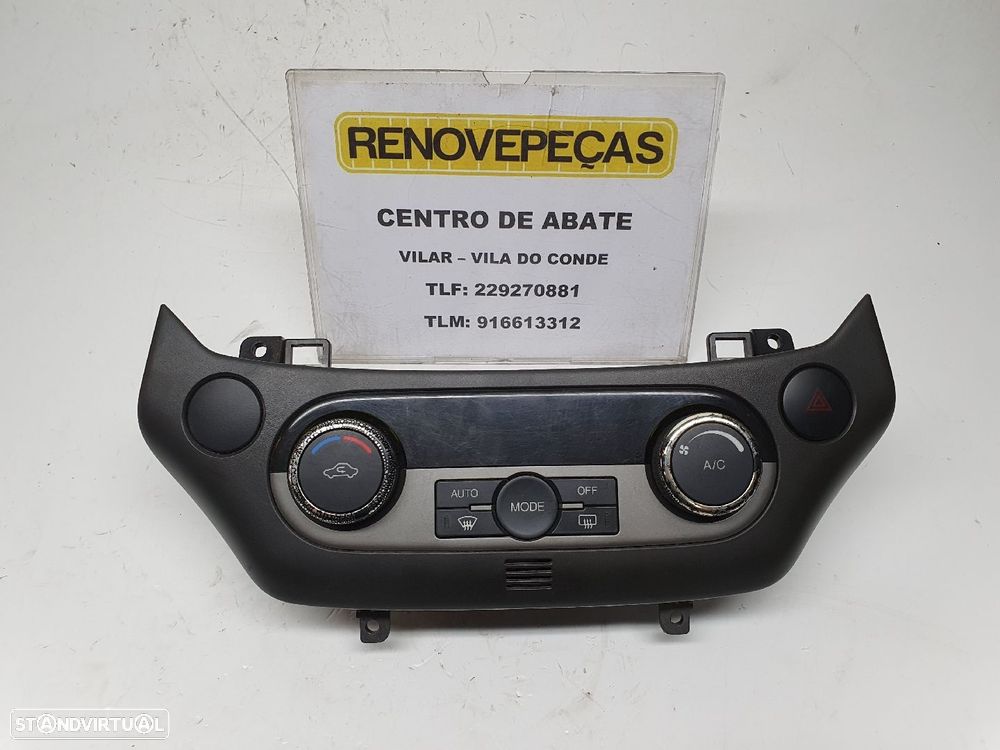 RENOVEPEÇAS
CENTRO DE ABATE
VILAR – VILA DO CONDE
TLF: 229270881
TLM: 916613312
A/C
AUTO
OFF
MODE
STANDVIRTUAL